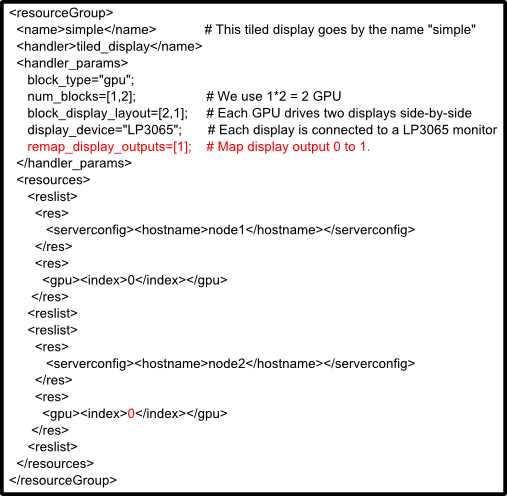 <resourceGroup>
<name>simple</name> # This tiled display goes by the name "simple"
<handler>tiled_display</name>
<handler_params>
block_type="gpu";
num_blocks=[1,2]; # We use 1*2 = 2 GPU
block_display_layout=[2,1]; # Each GPU drives two displays side-by-side
display_device="LP3065"; # Each display is connected to a LP3065 monitor
remap_display_outputs=[1]; # Map display output 0 to 1.
</handler_params>
<resources>
<reslist>
<res>
<serverconfig><hostname>node1</hostname></serverconfig>
</res>
<res>
<gpu><index>0</index></gpu>
</res>
<reslist>
<reslist>
<res>
<serverconfig><hostname>node2</hostname></serverconfig>
</res>
<res>
<gpu><index>0</index></gpu>
</res>
<reslist>
</resources>
</resourceGroup>